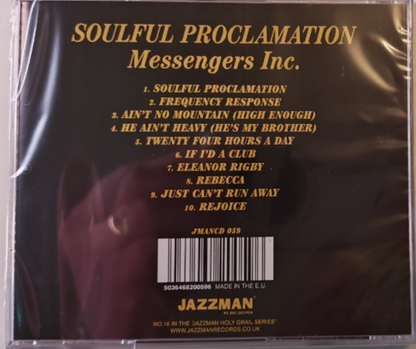 SOULFUL PROCLAMATION
Messengers Inc.
1. SOULFUL PROCLAMATION
2. FREQUENCY RESPONSE
3. AIN'T NO MOUNTAIN (HIGH ENOUGH)
4. HE AIN'T HEAVY (HE'S MY BROTHER)
5. TWENTY FOUR HOURS A DAY
6. IF I'D A CLUB
7. ELEANOR RIGBY
8. REBECCA
9. JUST CAN'T RUN AWAY
10. REJOICE
JMANCD 059
5036468200596 MADE IN THE E.U.
JAZZMAN
WE DIG DEEPER
NO.16 IN THE 'JAZZMAN HOLY GRAIL SERIES'
WWW.JAZZMANRECORDS.CO.UK